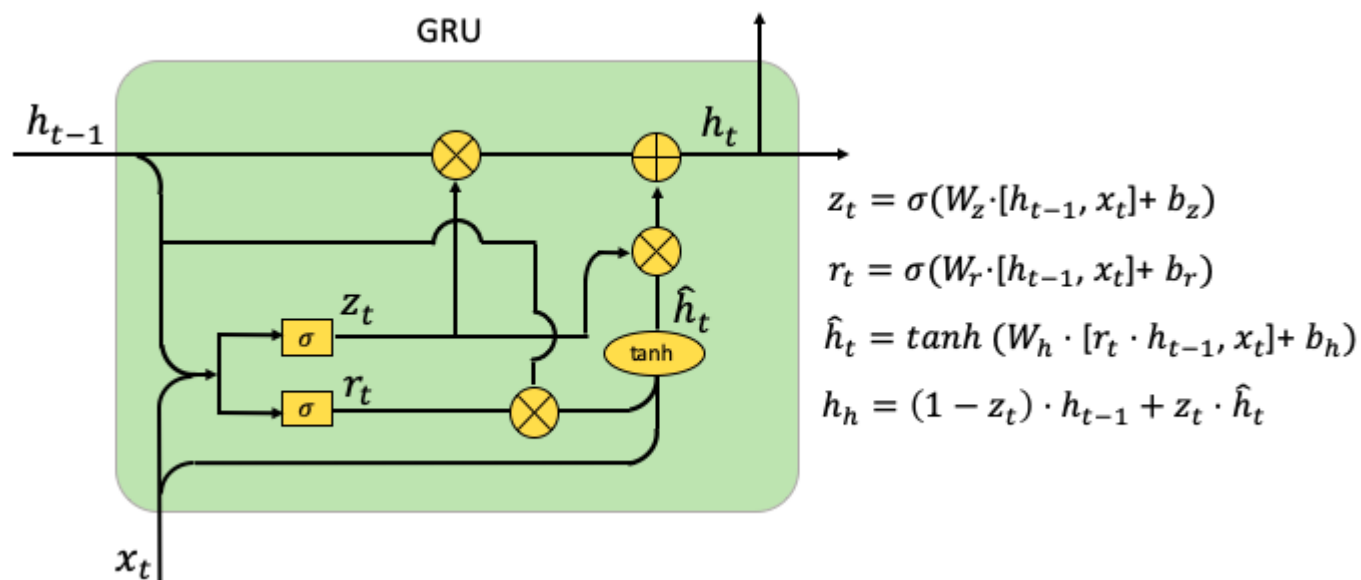 GRU
h_{t-1}
h_t
z_t = σ(W_z·[h_{t-1}, x_t]+ b_z)
r_t = σ(W_r·[h_{t-1}, x_t]+ b_r)
z_t
ĥ_t
σ
tanh
ĥ_t = tanh (W_h · [r_t · h_{t-1}, x_t]+ b_h)
r_t
σ
h_h = (1 − z_t) · h_{t-1} + z_t · ĥ_t
x_t